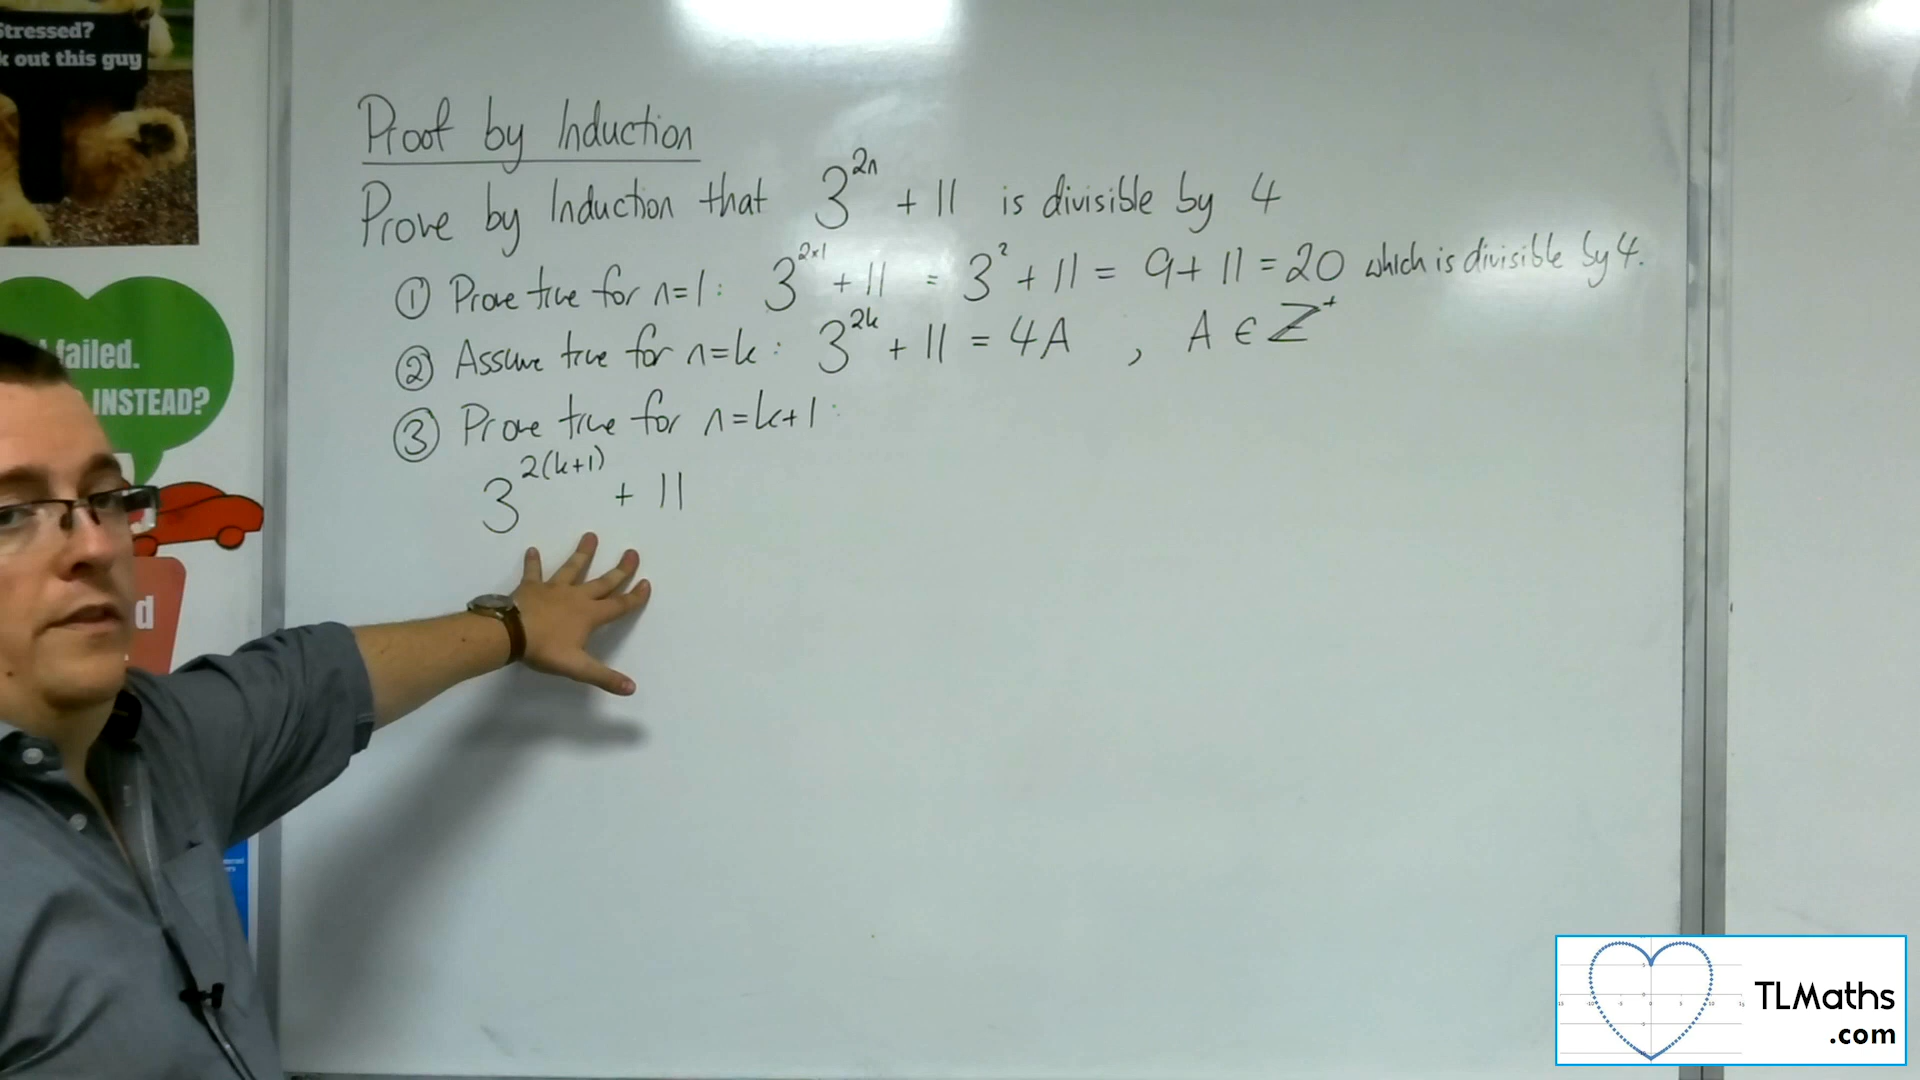 Stressed?
k out this guy
failed.
INSTEAD?
d
Proof by Induction
Prove by Induction that 3^{2n} + 11 is divisible by 4
① Prove true for n=1: 3^{2×1} + 11 = 3^2 + 11 = 9 + 11 = 20 which is divisible by 4.
② Assume true for n=k: 3^{2k} + 11 = 4A , A ∈ ℤ^+
③ Prove true for n=k+1:
3^{2(k+1)} + 11
TLMaths
.com